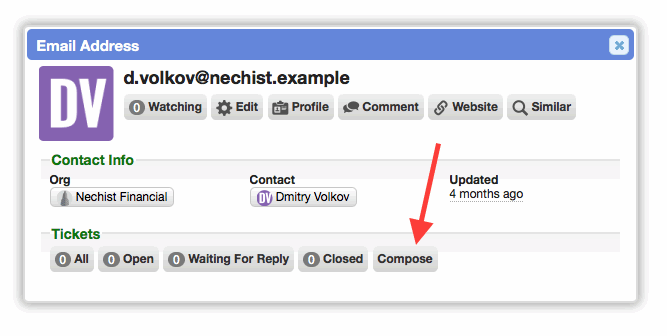 Email Address
DV
d.volkov@nechist.example
0 Watching Edit Profile Comment Website Similar
Contact Info
Org Contact Updated
Nechist Financial DV Dmitry Volkov 4 months ago
Tickets
0 All 0 Open 0 Waiting For Reply 0 Closed Compose